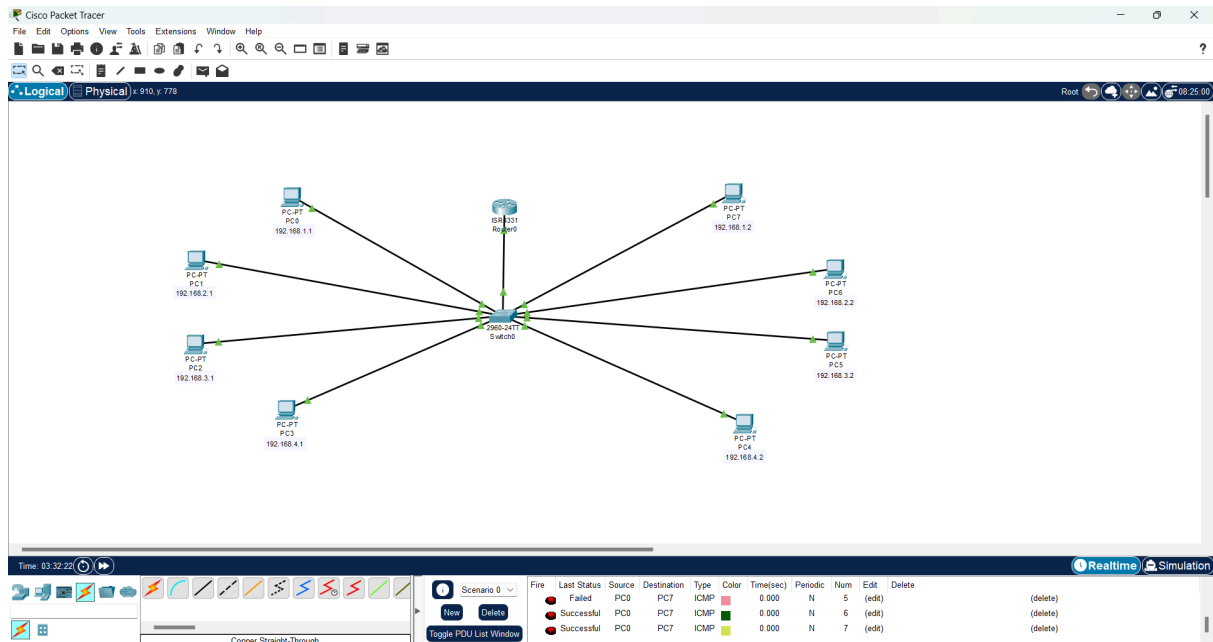 Cisco Packet Tracer
File Edit Options View Tools Extensions Window Help
?
Logical Physical x: 910, y: 778 Root 08:25:00
PC-PT
PC0
192.168.1.1
ISR4331
Router0
PC-PT
PC7
192.168.1.2
PC-PT
PC1
192.168.2.1
PC-PT
PC6
192.168.2.2
2960-24TT
Switch0
PC-PT
PC2
192.168.3.1
PC-PT
PC5
192.168.3.2
PC-PT
PC3
192.168.4.1
PC-PT
PC4
192.168.4.2
Time: 03:32:22 Realtime Simulation
Scenario 0
New Delete
Toggle PDU List Window
Copper Straight-Through
Fire Last Status Source Destination Type Color Time(sec) Periodic Num Edit Delete
Failed PC0 PC7 ICMP 0.000 N 5 (edit) (delete)
Successful PC0 PC7 ICMP 0.000 N 6 (edit) (delete)
Successful PC0 PC7 ICMP 0.000 N 7 (edit) (delete)